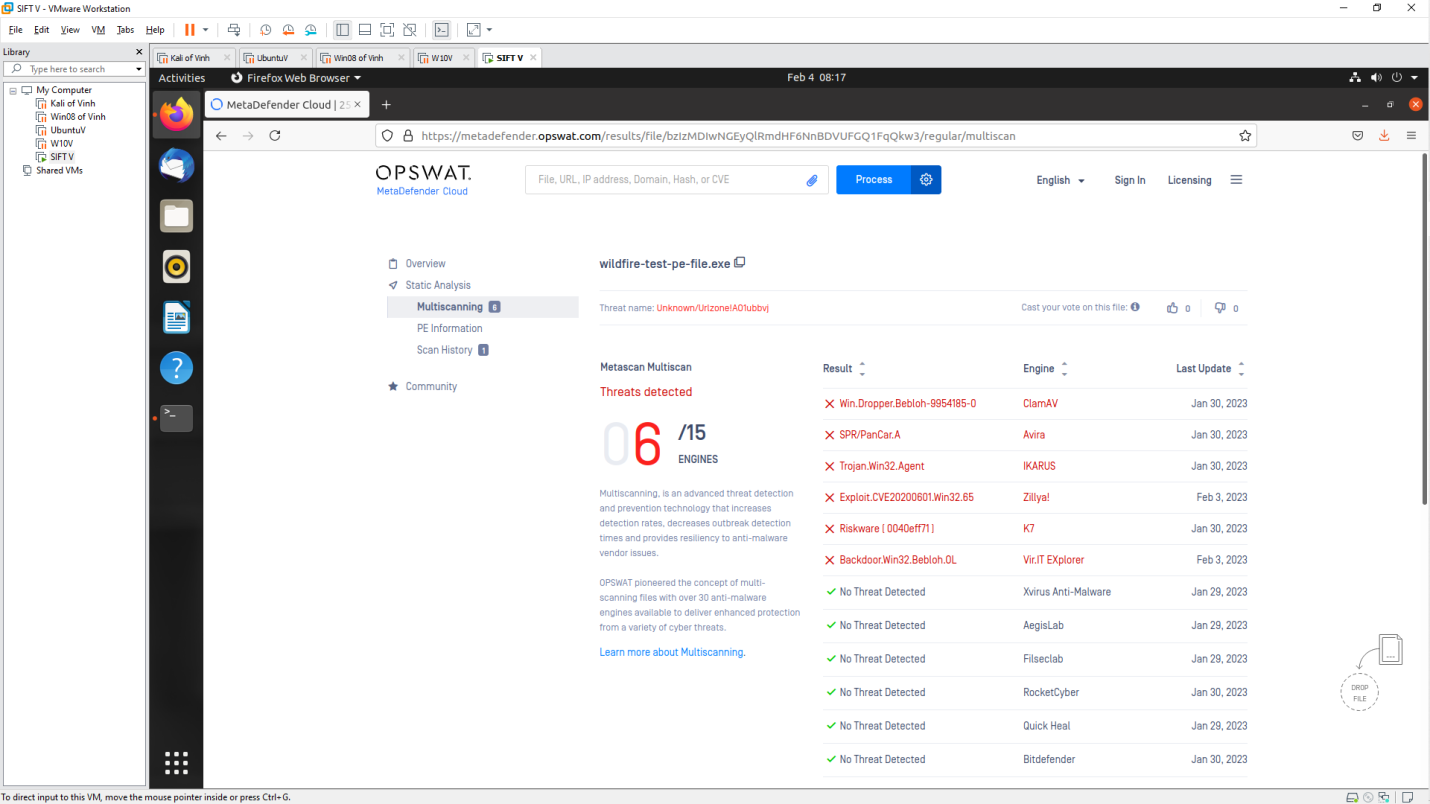 SIFT V - VMware Workstation
File Edit View VM Tabs Help
Library
Type here to search
My Computer
Kali of Vinh
Win08 of Vinh
UbuntuV
W10V
SIFT V
Shared VMs
Kali of Vinh UbuntuV Win08 of Vinh W10V SIFT V
Activities Firefox Web Browser Feb 4 08:17
MetaDefender Cloud | 25
https://metadefender.opswat.com/results/file/bzIzMDIwNGEyQlRmdHF6NnBDVUFGQ1FqQkw3/regular/multiscan
OPSWAT.
MetaDefender Cloud
File, URL, IP address, Domain, Hash, or CVE
Process
English Sign In Licensing
Overview
Static Analysis
Multiscanning 6
PE Information
Scan History 1
Community
wildfire-test-pe-file.exe
Threat name: Unknown/Urlzone!A01ubbvj
Cast your vote on this file: 0 0
Metascan Multiscan
Threats detected
06 /15
ENGINES
Multiscanning, is an advanced threat detection
and prevention technology that increases
detection rates, decreases outbreak detection
times and provides resiliency to anti-malware
vendor issues.
OPSWAT pioneered the concept of multi-
scanning files with over 30 anti-malware
engines available to deliver enhanced protection
from a variety of cyber threats.
Learn more about Multiscanning.
Result Engine Last Update
Win.Dropper.Bebloh-9954185-0 ClamAV Jan 30, 2023
SPR/PanCar.A Avira Jan 30, 2023
Trojan.Win32.Agent IKARUS Jan 30, 2023
Exploit.CVE20200601.Win32.65 Zillya! Feb 3, 2023
Riskware [ 0040eff71 ] K7 Jan 30, 2023
Backdoor.Win32.Bebloh.OL Vir.IT EXplorer Feb 3, 2023
No Threat Detected Xvirus Anti-Malware Jan 29, 2023
No Threat Detected AegisLab Jan 29, 2023
No Threat Detected Filseclab Jan 29, 2023
No Threat Detected RocketCyber Jan 30, 2023
No Threat Detected Quick Heal Jan 29, 2023
No Threat Detected Bitdefender Jan 30, 2023
DROP
FILE
To direct input to this VM, move the mouse pointer inside or press Ctrl+G.